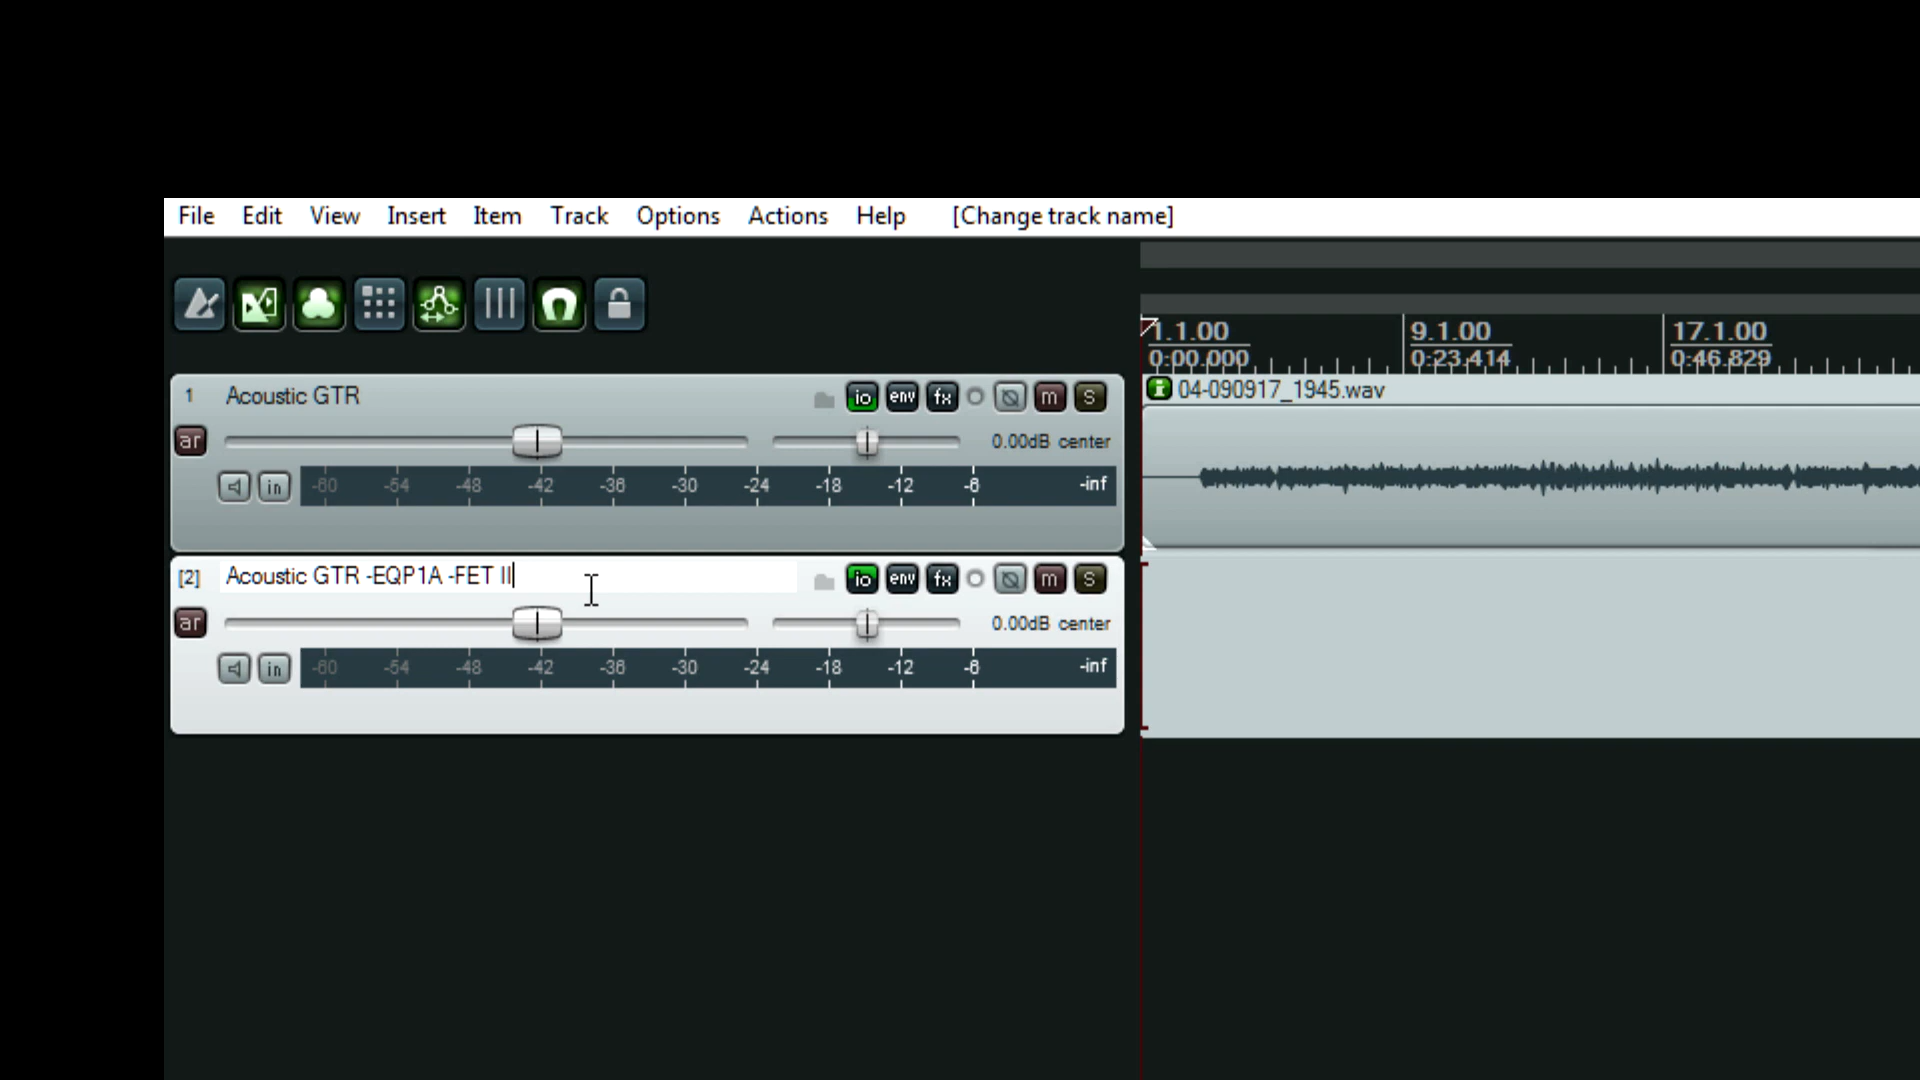 File Edit View Insert Item Track Options Actions Help [Change track name]
1.1.00 9.1.00 17.1.00
0:00.000 0:23.414 0:46.829
1 Acoustic GTR io env fx m S
04-090917_1945.wav
ar 0.00dB center
in -60 -54 -48 -42 -36 -30 -24 -18 -12 -6 -inf
[2] Acoustic GTR -EQP1A -FET II io env fx m S
ar 0.00dB center
in -60 -54 -48 -42 -36 -30 -24 -18 -12 -6 -inf